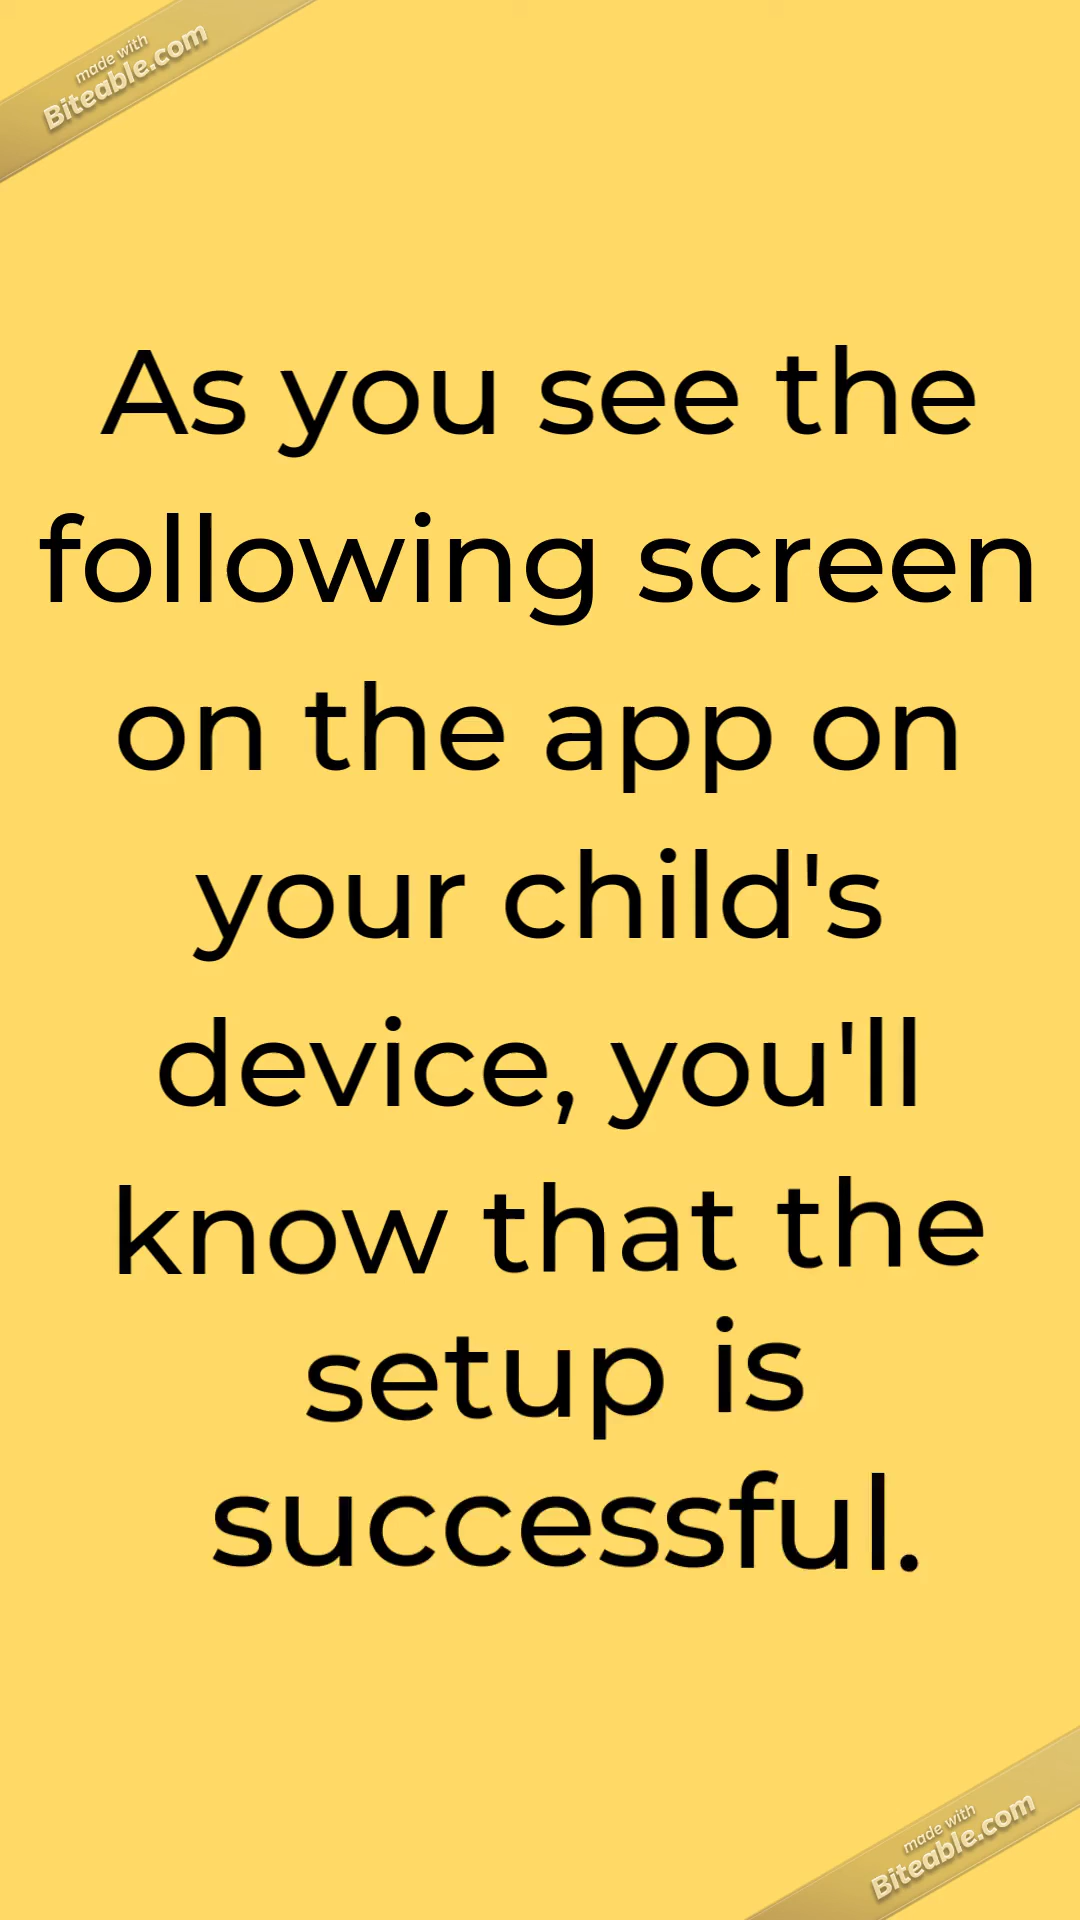 made with
Biteable.com
As you see the
following screen
on the app on
your child's
device, you'll
know that the
setup is
successful.
made with
Biteable.com